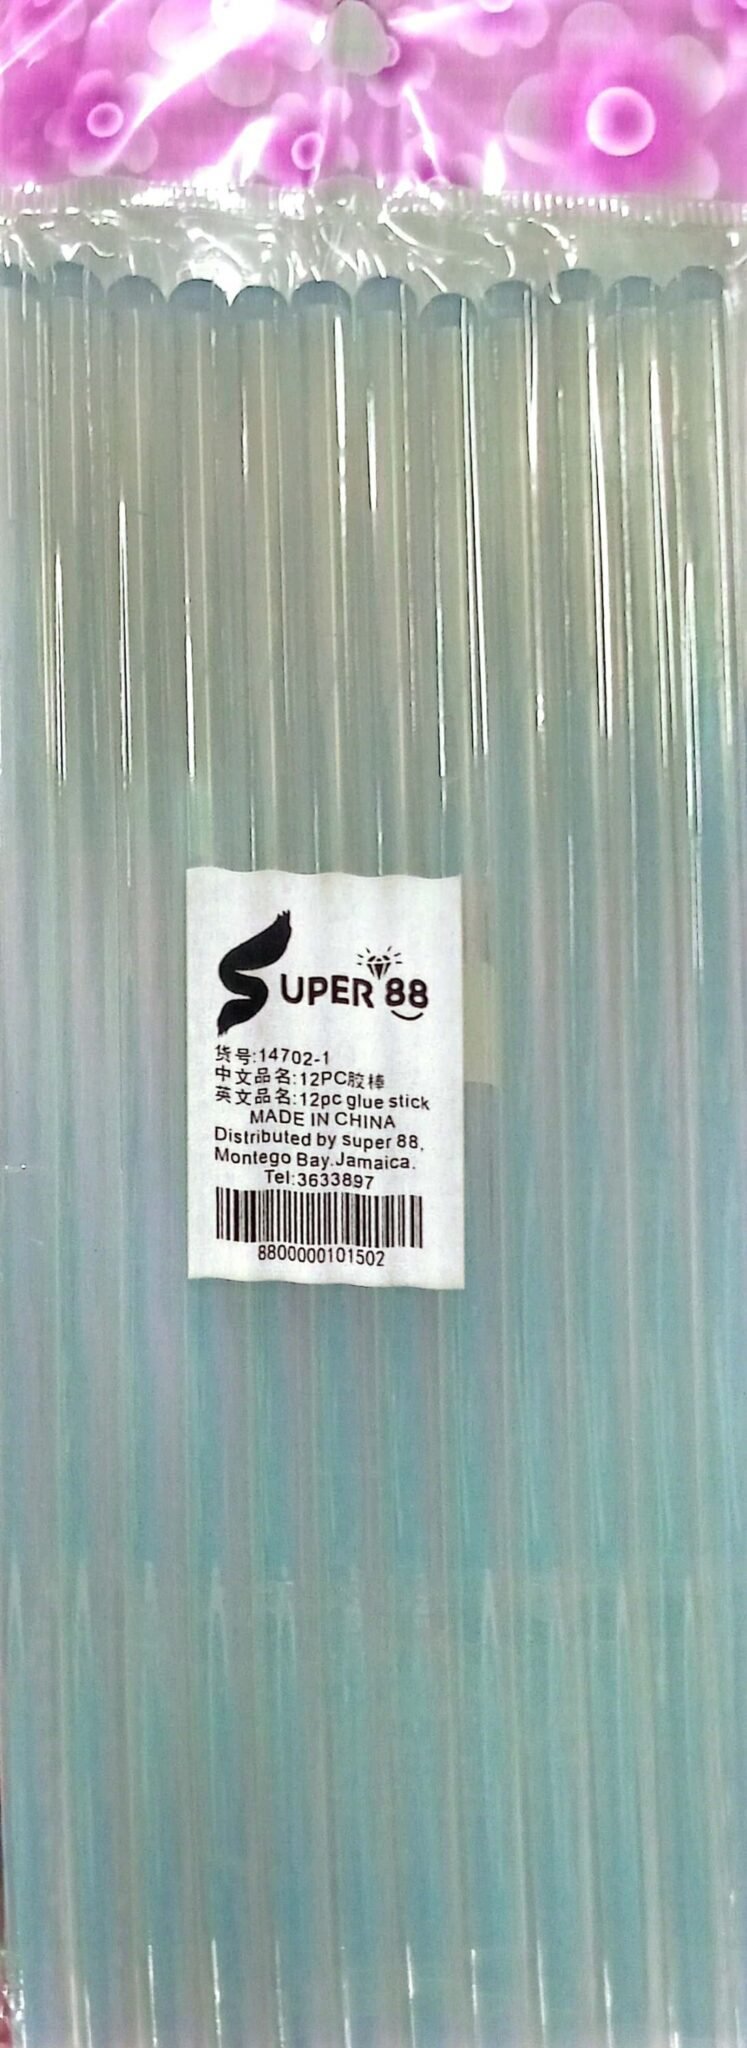 SUPER 88
货号:14702-1
中文品名:12PC胶棒
英文品名:12pc glue stick
MADE IN CHINA
Distributed by super 88,
Montego Bay.Jamaica.
Tel:3633897
8800000101502